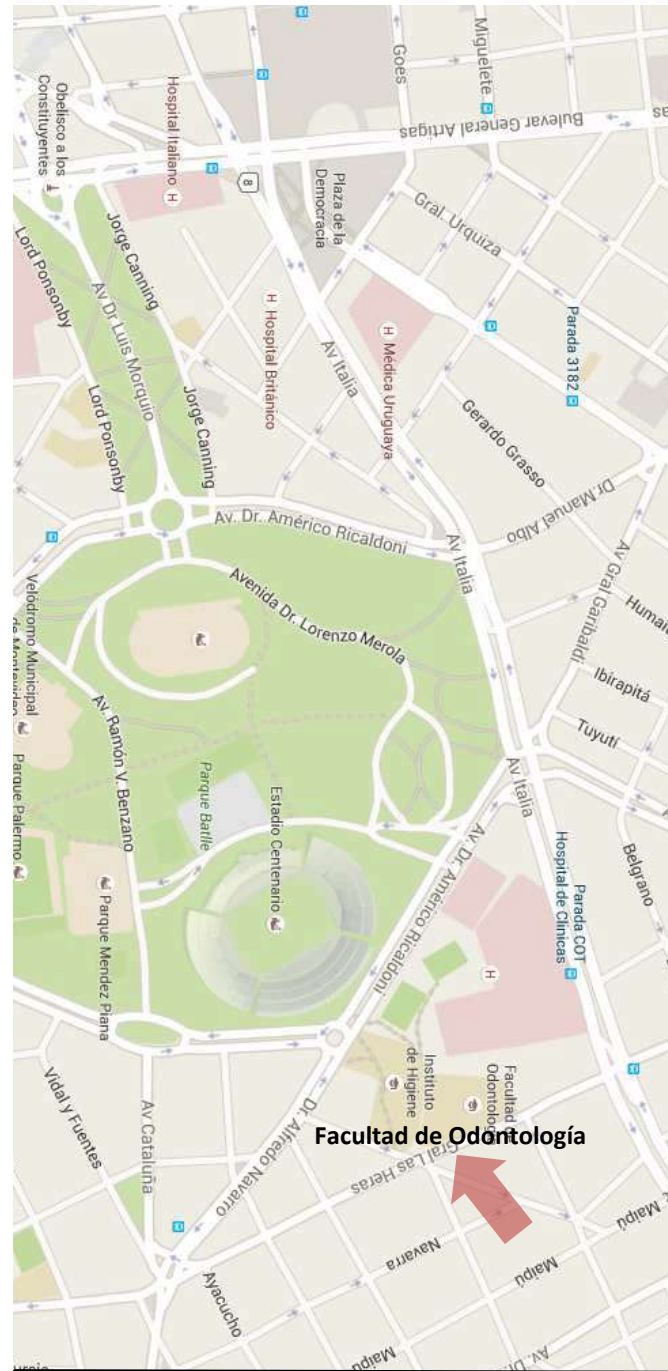 Goes
Miguelete
Bulevar General Artigas
Obelisco a los
Constituyentes
Hospital Italiano
H
8
Plaza de la
Democracia
Gral. Urquiza
Lord Ponsonby
Jorge Canning
Av Dr Luis Morquio
H
Hospital Británico
Av Italia
H
Médica Uruguaya
Parada 3182
Gerardo Grasso
Jorge Canning
Lord Ponsonby
Av. Dr. Américo Ricaldoni
Av Italia
Dr. Manuel Albo
Av Gral Garibaldi
Avenida Dr. Lorenzo Merola
Ibirapitá
Tuyutí
Velódromo Municipal
de Montevideo
Av. Ramón V. Benzano
Parque Batlle
Estadio Centenario
Av Italia
Belgrano
Parque Palermo
Parque Mendez Piana
Av. Dr. Américo Ricaldoni
Parada COT
Hospital de Clínicas
H
Instituto
de Higiene
Facultad de
Odontología
Facultad de Odontología
Gral Las Heras
Vidal y Fuentes
Av Cataluña
Dr. Alfredo Navarro
Navarra
Maipú
Maipú
Ayacucho
Maipú